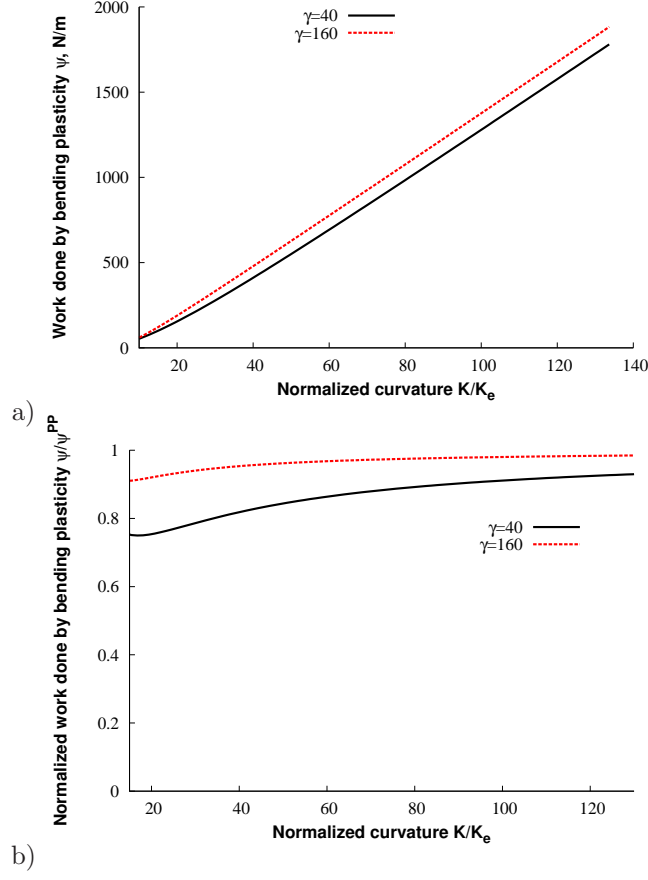 γ=40
γ=160
Work done by bending plasticity ψ, N/m
2000
1500
1000
500
0
20
40
60
80
100
120
140
Normalized curvature K/Ke
a)
Normalized work done by bending plasticity ψ/ψPP
1
0.8
0.6
0.4
0.2
0
γ=40
γ=160
20
40
60
80
100
120
Normalized curvature K/Ke
b)